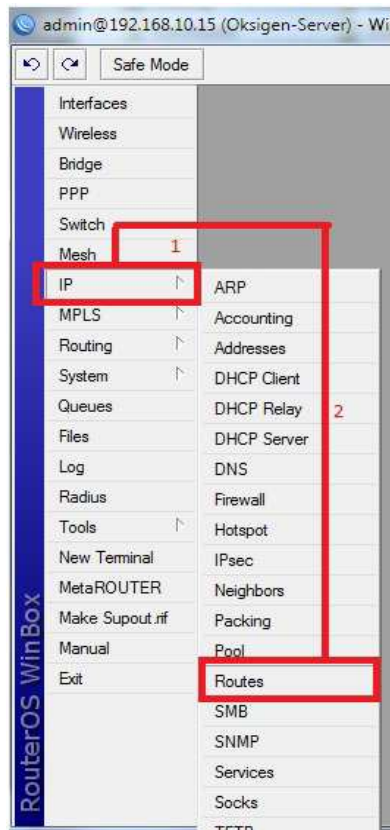 admin@192.168.10.15 (Oksigen-Server) - Wi
Safe Mode
Interfaces
Wireless
Bridge
PPP
Switch
Mesh
1
IP
MPLS
Routing
System
Queues
Files
Log
Radius
Tools
New Terminal
MetaROUTER
Make Supout.rif
Manual
Exit
ARP
Accounting
Addresses
DHCP Client
DHCP Relay
2
DHCP Server
DNS
Firewall
Hotspot
IPsec
Neighbors
Packing
Pool
Routes
SMB
SNMP
Services
Socks
TFTP
RouterOS WinBox